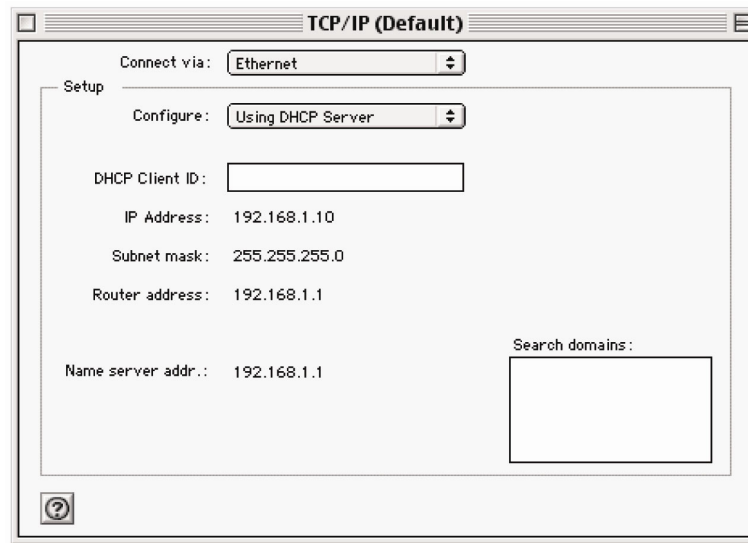 TCP/IP (Default)
Connect via: Ethernet
Setup
Configure: Using DHCP Server
DHCP Client ID:
IP Address: 192.168.1.10
Subnet mask: 255.255.255.0
Router address: 192.168.1.1
Search domains:
Name server addr.: 192.168.1.1
?